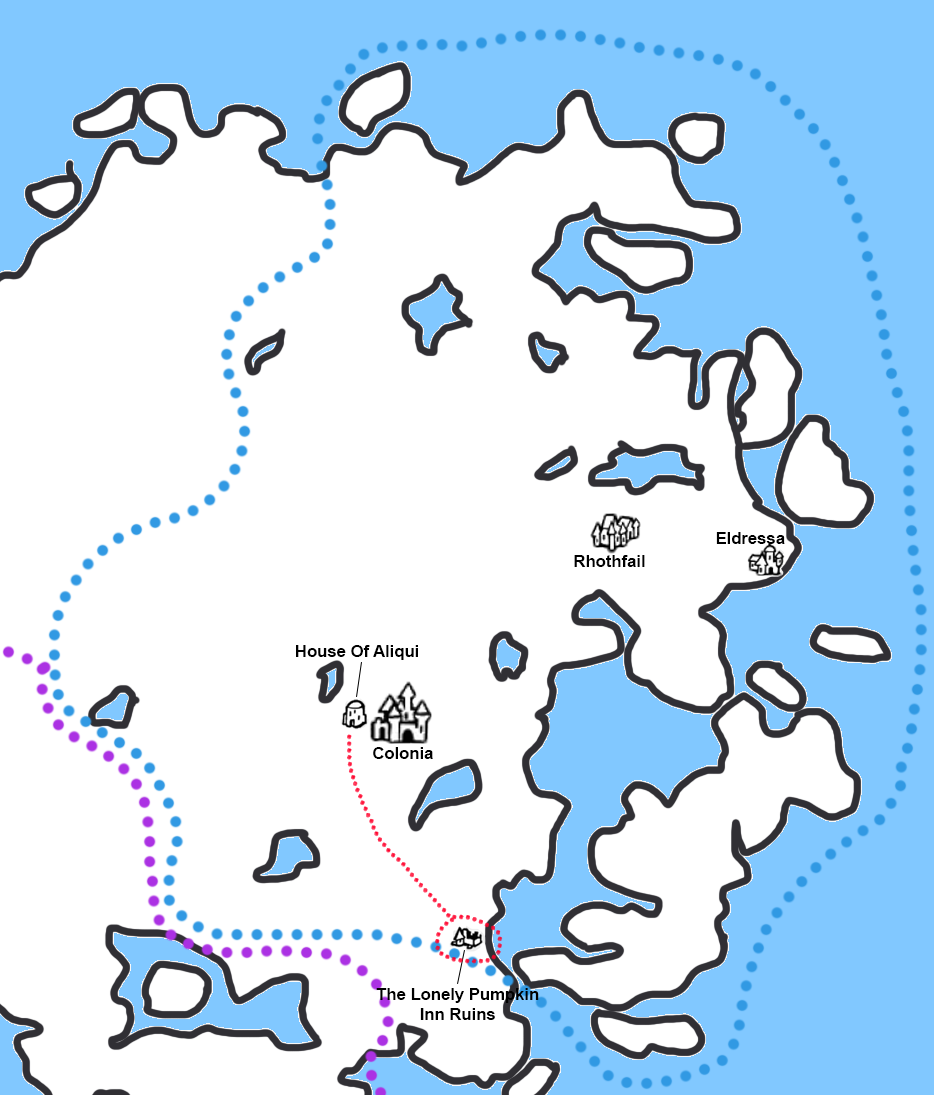 Eldressa
Rhothfail
House Of Aliqui
Colonia
The Lonely Pumpkin
Inn Ruins